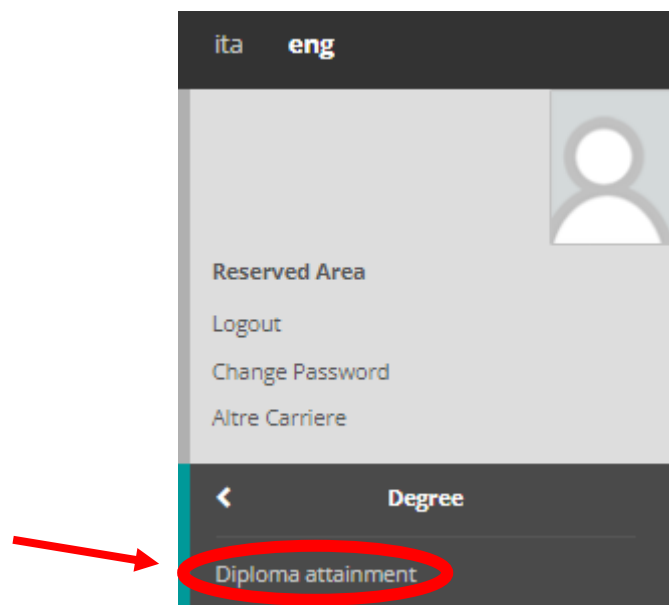 ita eng
Reserved Area
Logout
Change Password
Altre Carriere
Degree
Diploma attainment